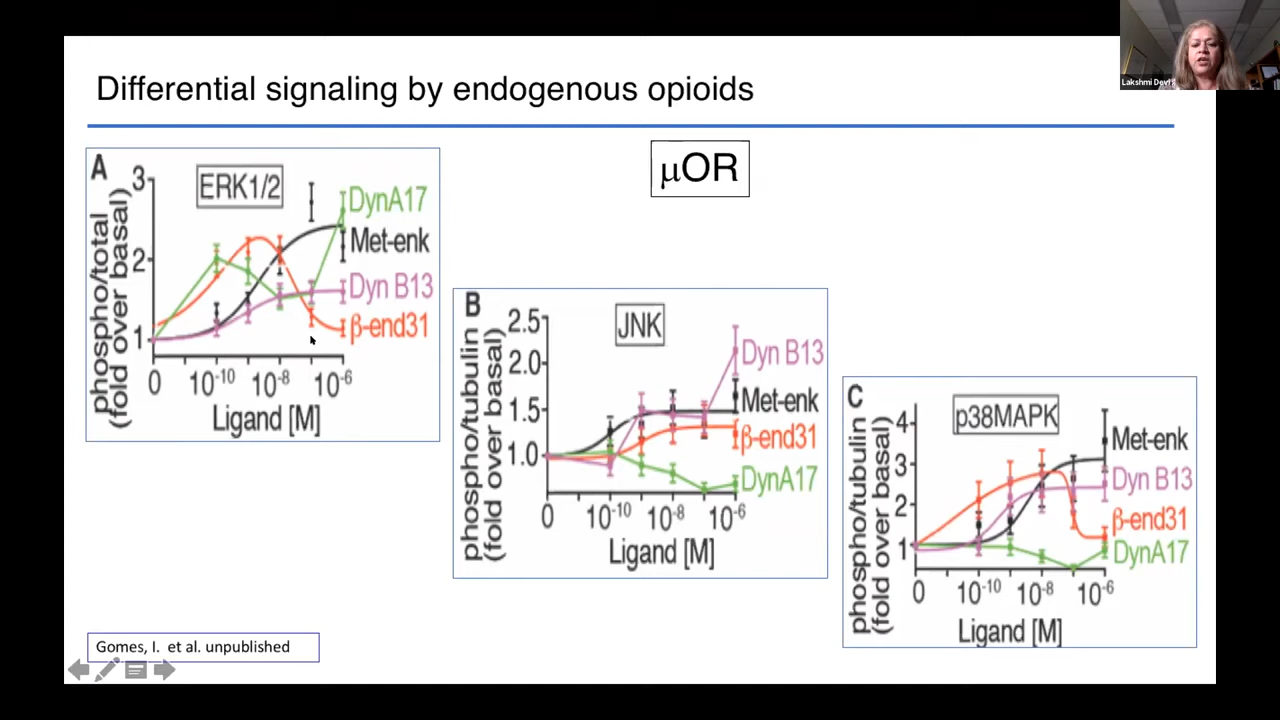 Lakshmi Devi
Differential signaling by endogenous opioids
μOR
A
ERK1/2
phospho/total
(fold over basal)
3
2
1
DynA17
Met-enk
Dyn B13
β-end31
0 10⁻¹⁰ 10⁻⁸ 10⁻⁶
Ligand [M]
B
JNK
phospho/tubulin
(fold over basal)
2.5
2.0
1.5
1.0
Dyn B13
Met-enk
β-end31
DynA17
0 10⁻¹⁰ 10⁻⁸ 10⁻⁶
Ligand [M]
C
p38MAPK
phospho/tubulin
(fold over basal)
4
3
2
1
Met-enk
Dyn B13
β-end31
DynA17
0 10⁻¹⁰ 10⁻⁸ 10⁻⁶
Ligand [M]
Gomes, I. et al. unpublished